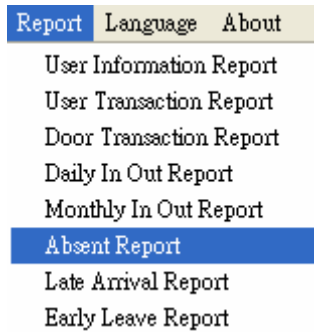 Report Language About
User Information Report
User Transaction Report
Door Transaction Report
Daily In Out Report
Monthly In Out Report
Absent Report
Late Arrival Report
Early Leave Report